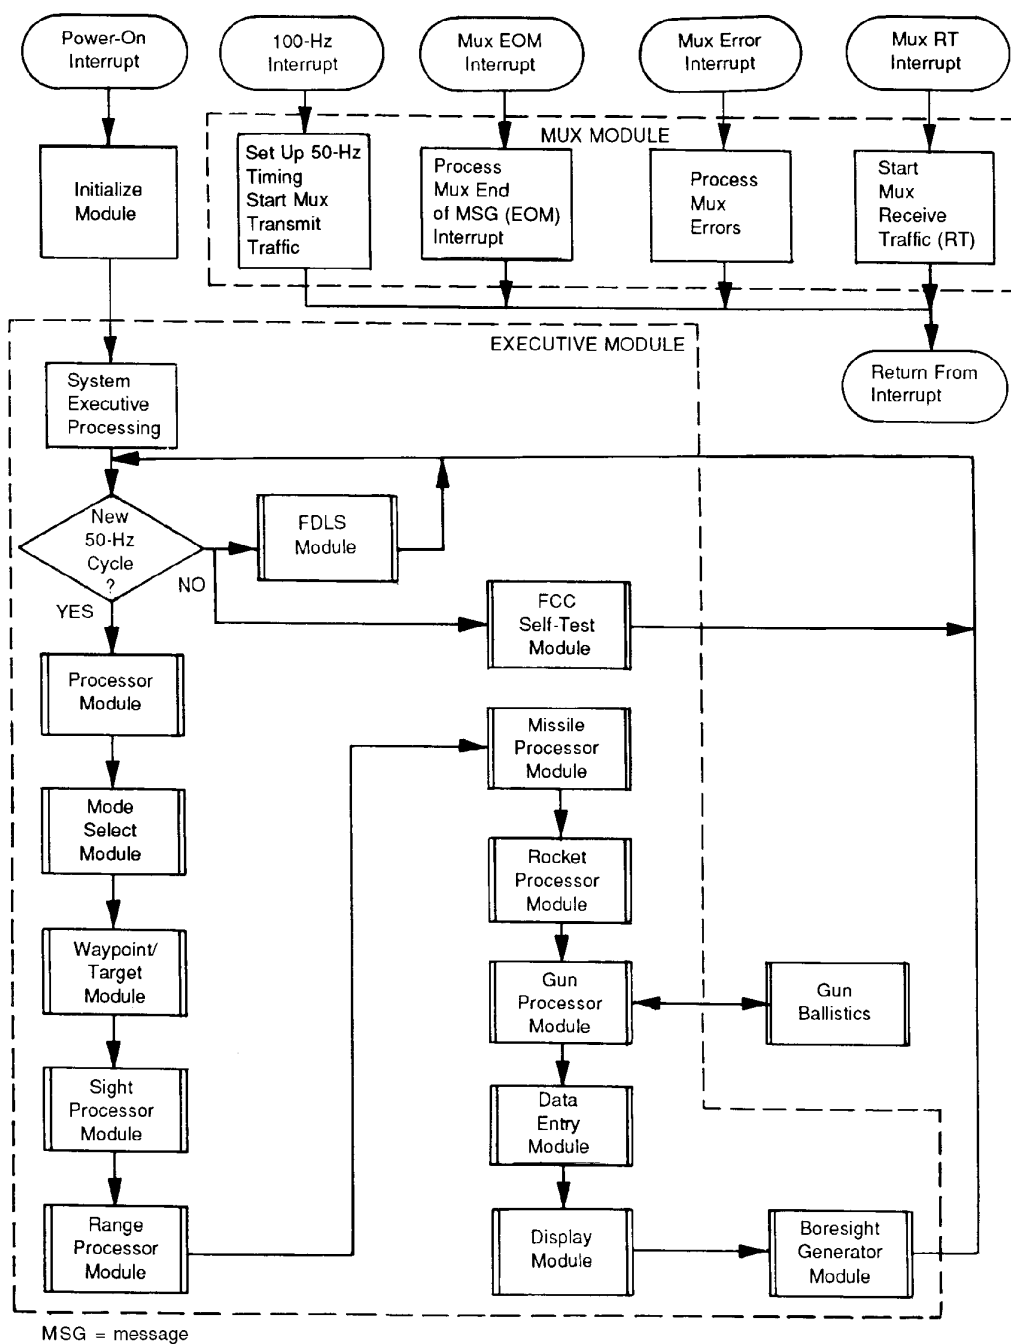 Power-On
Interrupt
100-Hz
Interrupt
Mux EOM
Interrupt
Mux Error
Interrupt
Mux RT
Interrupt
MUX MODULE
Initialize
Module
Set Up 50-Hz
Timing
Start Mux
Transmit
Traffic
Process
Mux End
of MSG (EOM)
Interrupt
Process
Mux
Errors
Start
Mux
Receive
Traffic (RT)
EXECUTIVE MODULE
Return From
Interrupt
System
Executive
Processing
New
50-Hz
Cycle
?
NO
YES
FDLS
Module
FCC
Self-Test
Module
Processor
Module
Mode
Select
Module
Waypoint/
Target
Module
Sight
Processor
Module
Range
Processor
Module
Missile
Processor
Module
Rocket
Processor
Module
Gun
Processor
Module
Gun
Ballistics
Data
Entry
Module
Display
Module
Boresight
Generator
Module
MSG = message